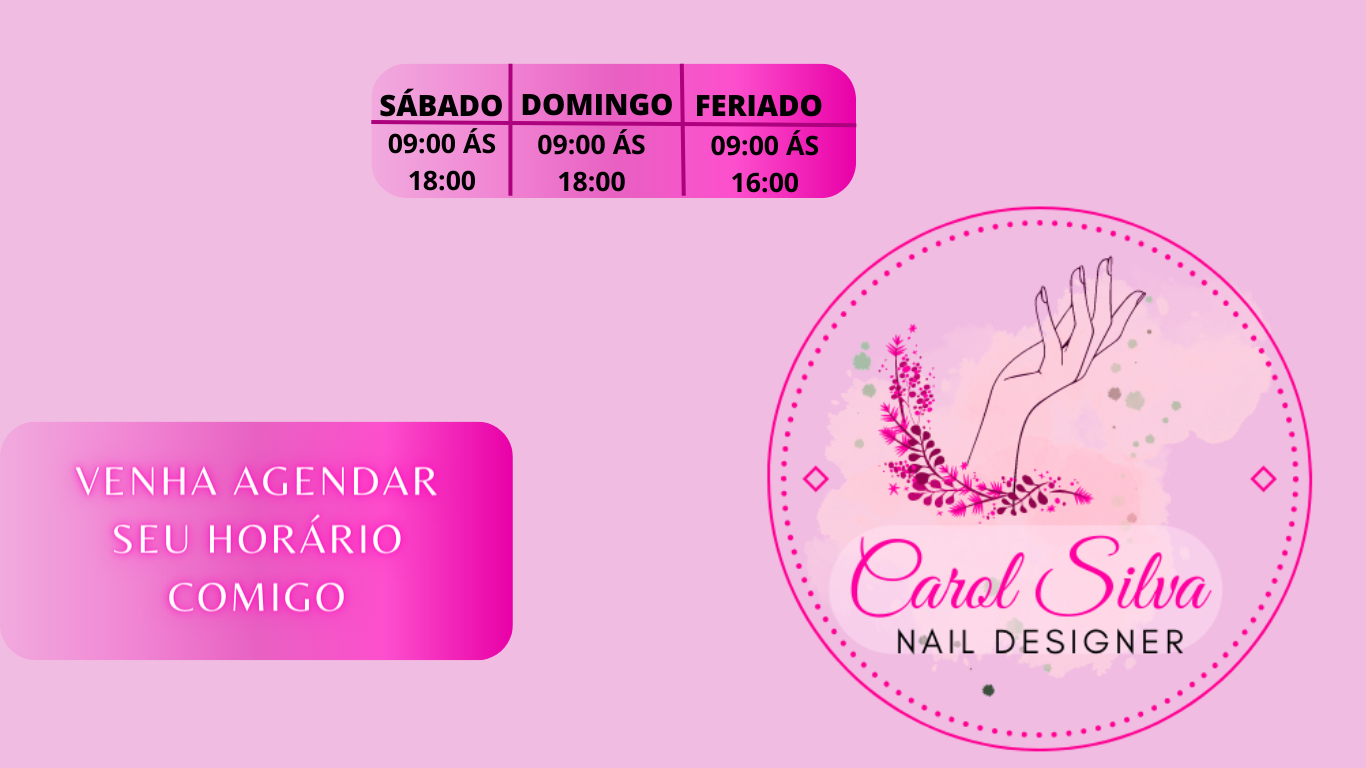 SÁBADO DOMINGO FERIADO
09:00 ÁS 09:00 ÁS 09:00 ÁS
18:00 18:00 16:00
VENHA AGENDAR
SEU HORÁRIO
COMIGO
Carol Silva
NAIL DESIGNER